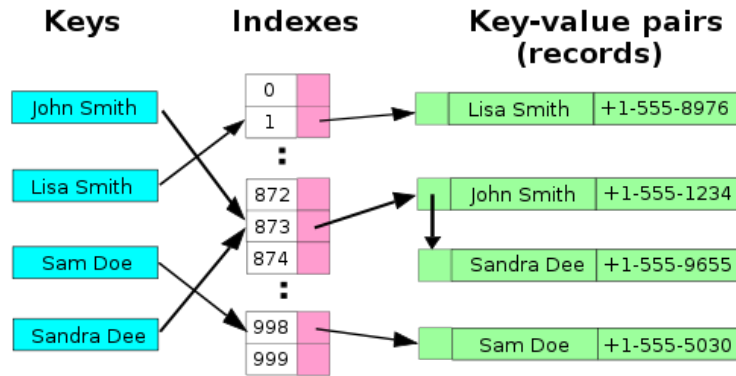 Keys
Indexes
Key-value pairs
(records)
John Smith
Lisa Smith
Sam Doe
Sandra Dee
0
1
:
872
873
874
:
998
999
Lisa Smith +1-555-8976
John Smith +1-555-1234
Sandra Dee +1-555-9655
Sam Doe +1-555-5030